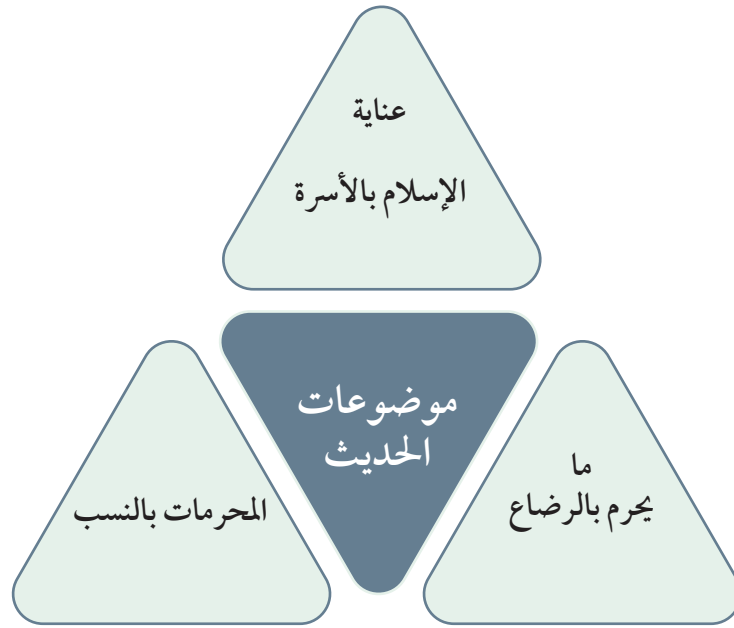 عناية
الإسلام بالأسرة
موضوعات
الحديث
ما
يحرم بالرضاع
المحرمات بالنسب